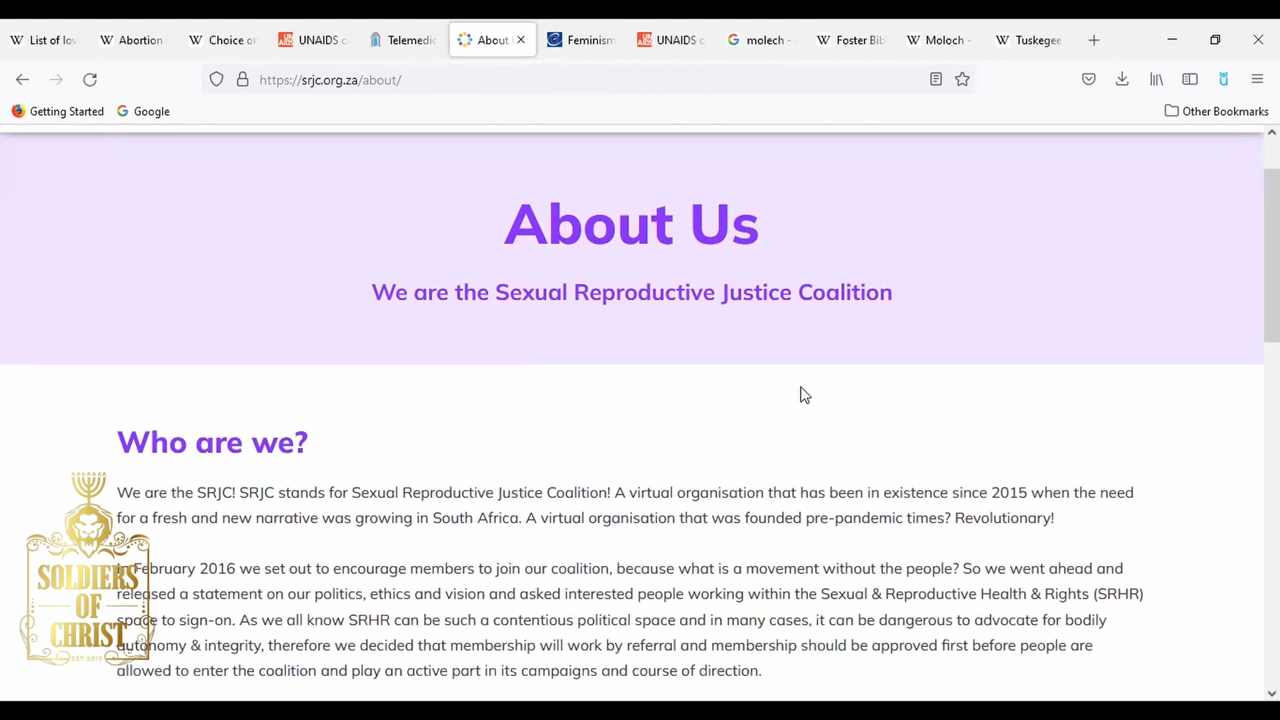 List of lov
Abortion
Choice on
UNAIDS c
Telemedic
About
Feminism
UNAIDS c
molech -
Foster Bib
Moloch -
Tuskegee
https://srjc.org.za/about/
Getting Started
Google
Other Bookmarks
About Us
We are the Sexual Reproductive Justice Coalition
Who are we?
We are the SRJC! SRJC stands for Sexual Reproductive Justice Coalition! A virtual organisation that has been in existence since 2015 when the need
for a fresh and new narrative was growing in South Africa. A virtual organisation that was founded pre-pandemic times? Revolutionary!
In February 2016 we set out to encourage members to join our coalition, because what is a movement without the people? So we went ahead and
released a statement on our politics, ethics and vision and asked interested people working within the Sexual & Reproductive Health & Rights (SRHR)
space to sign-on. As we all know SRHR can be such a contentious political space and in many cases, it can be dangerous to advocate for bodily
autonomy & integrity, therefore we decided that membership will work by referral and membership should be approved first before people are
allowed to enter the coalition and play an active part in its campaigns and course of direction.
SOLDIERS
OF
CHRIST